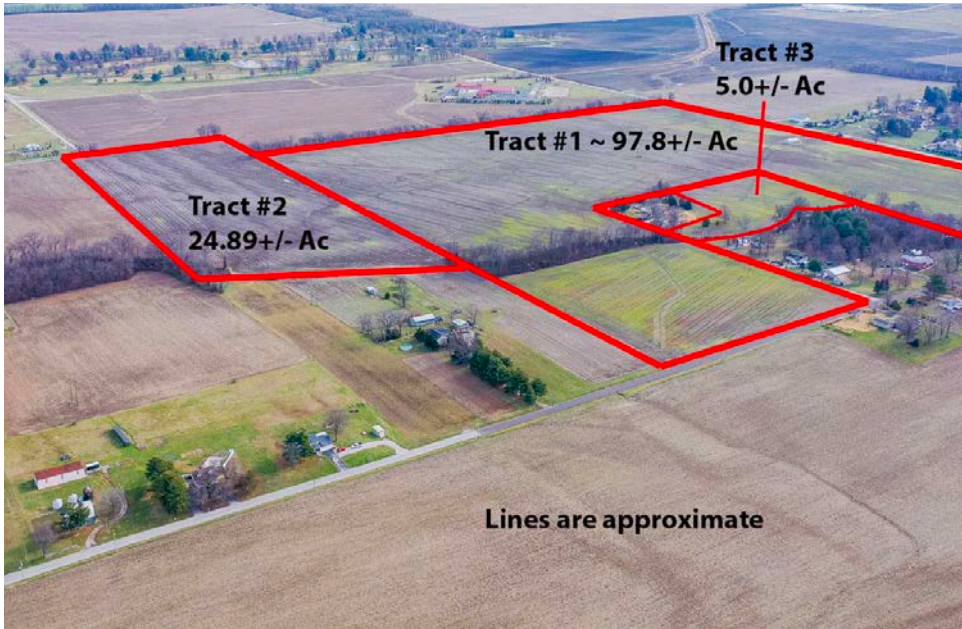 Tract #3
5.0+/- Ac
Tract #1 ~ 97.8+/- Ac
Tract #2
24.89+/- Ac
Lines are approximate